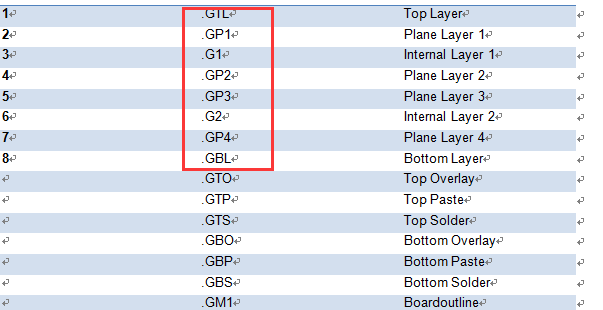 1 .GTL Top Layer
2 .GP1 Plane Layer 1
3 .G1 Internal Layer 1
4 .GP2 Plane Layer 2
5 .GP3 Plane Layer 3
6 .G2 Internal Layer 2
7 .GP4 Plane Layer 4
8 .GBL Bottom Layer
.GTO Top Overlay
.GTP Top Paste
.GTS Top Solder
.GBO Bottom Overlay
.GBP Bottom Paste
.GBS Bottom Solder
.GM1 Boardoutline